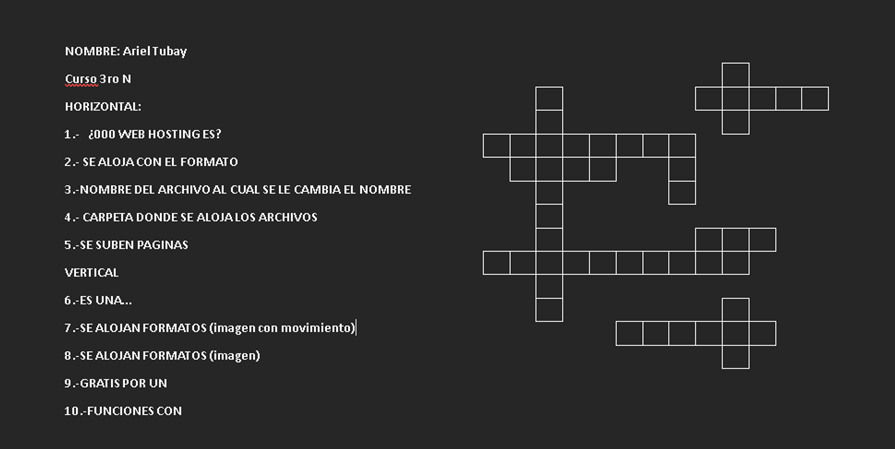 NOMBRE: Ariel Tubay
Curso 3ro N
HORIZONTAL:
1.- ¿000 WEB HOSTING ES?
2.- SE ALOJA CON EL FORMATO
3.-NOMBRE DEL ARCHIVO AL CUAL SE LE CAMBIA EL NOMBRE
4.- CARPETA DONDE SE ALOJA LOS ARCHIVOS
5.-SE SUBEN PAGINAS
VERTICAL
6.-ES UNA...
7.-SE ALOJAN FORMATOS (imagen con movimiento)
8.-SE ALOJAN FORMATOS (imagen)
9.-GRATIS POR UN
10.-FUNCIONES CON